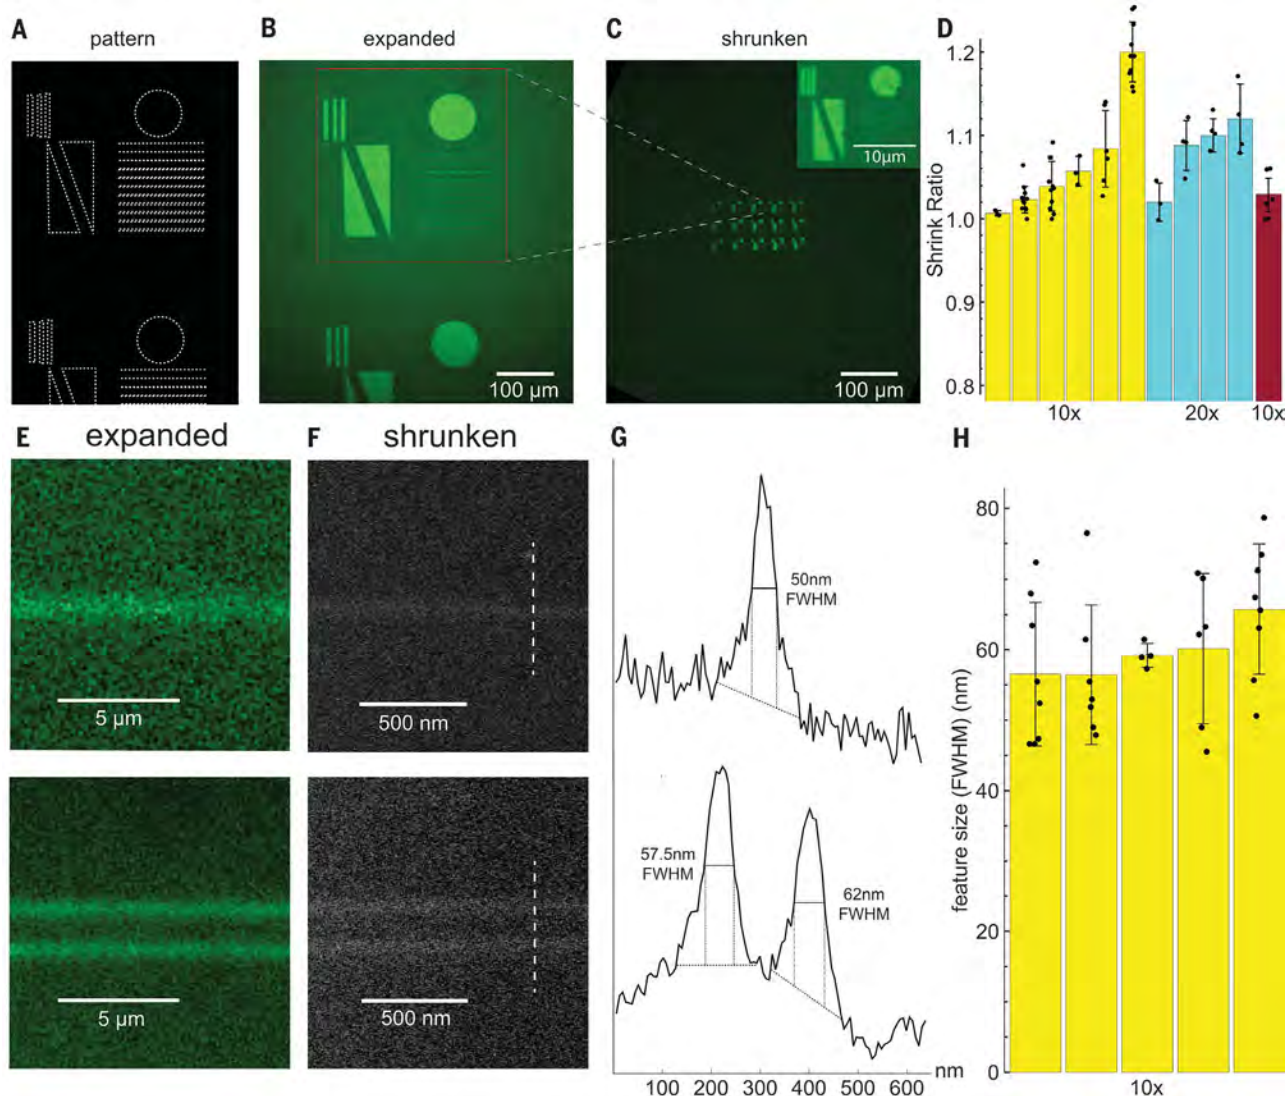 A
pattern
B
expanded
100 µm
C
shrunken
10µm
100 µm
D
Shrink Ratio
1.2
1.1
1.0
0.9
0.8
10x
20x
10x
E
expanded
5 µm
5 µm
F
shrunken
500 nm
500 nm
G
50nm
FWHM
57.5nm
FWHM
62nm
FWHM
100 200 300 400 500 600 nm
H
feature size (FWHM) (nm)
80
60
40
20
0
10x